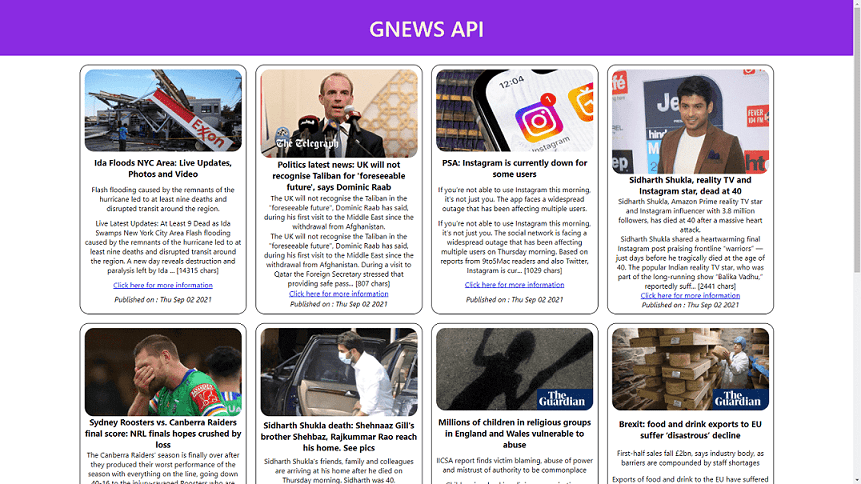 GNEWS API
Exxon
Ida Floods NYC Area: Live Updates,
Photos and Video
Flash flooding caused by the remnants of the
hurricane led to at least nine deaths and
disrupted transit around the region.
Live Latest Updates: At Least 9 Dead as Ida
Swamps New York City Area Flash flooding
caused by the remnants of the hurricane led to at
least nine deaths and disrupted transit around
the region. A new day reveals destruction and
paralysis left by Ida ... [14315 chars]
Click here for more information
Published on : Thu Sep 02 2021
The Telegraph
Politics latest news: UK will not
recognise Taliban for 'foreseeable
future', says Dominic Raab
The UK will not recognise the Taliban in the
"foreseeable future", Dominic Raab has said,
during his first visit to the Middle East since the
withdrawal from Afghanistan.
The UK will not recognise the Taliban in the
"foreseeable future", Dominic Raab has said,
during his first visit to the Middle East since the
withdrawal from Afghanistan. During a visit to
Qatar the Foreign Secretary stressed that
providing safe pass... [807 chars]
Click here for more information
Published on : Thu Sep 02 2021
12:04
1
Instagram
PSA: Instagram is currently down for
some users
If you're not able to use Instagram this morning,
it's not just you. The app faces a widespread
outage that has been affecting multiple users.
If you're not able to use Instagram this morning,
it's not just you. The social network is facing a
widespread outage that has been affecting
multiple users on Thursday morning. Based on
reports from 9to5Mac readers and also Twitter,
Instagram is cur... [1029 chars]
Click here for more information
Published on : Thu Sep 02 2021
Sidharth Shukla, reality TV and
Instagram star, dead at 40
Sidharth Shukla, Amazon Prime reality TV star
and Instagram influencer with 3.8 million
followers, has died at 40 after a massive heart
attack.
Sidharth Shukla shared a heartwarming final
Instagram post praising frontline "warriors" —
just days before he tragically died at the age of
40. The popular Indian reality TV star, who was
part of the long-running show "Balika Vadhu,"
reportedly suff... [2441 chars]
Click here for more information
Published on : Thu Sep 02 2021
Sydney Roosters vs. Canberra Raiders
final score: NRL finals hopes crushed by
loss
The Canberra Raiders' season is finally over after
they produced their worst performance of the
season with everything on the line, going down
40-16 to the injury-ravaged Roosters who are
Sidharth Shukla death: Shehnaaz Gill's
brother Shehbaz, Rajkummar Rao reach
his home. See pics
Sidharth Shukla's friends, family and colleagues
are arriving at his home after he died on
Thursday morning. Sidharth was 40.
The
Guardian
Millions of children in religious groups
in England and Wales vulnerable to
abuse
IICSA report finds victim blaming, abuse of power
and mistrust of authority to be commonplace
The
Guardian
Brexit: food and drink exports to EU
suffer 'disastrous' decline
First-half sales fall £2bn, says industry body, as
barriers are compounded by staff shortages
Exports of food and drink to the EU have suffered